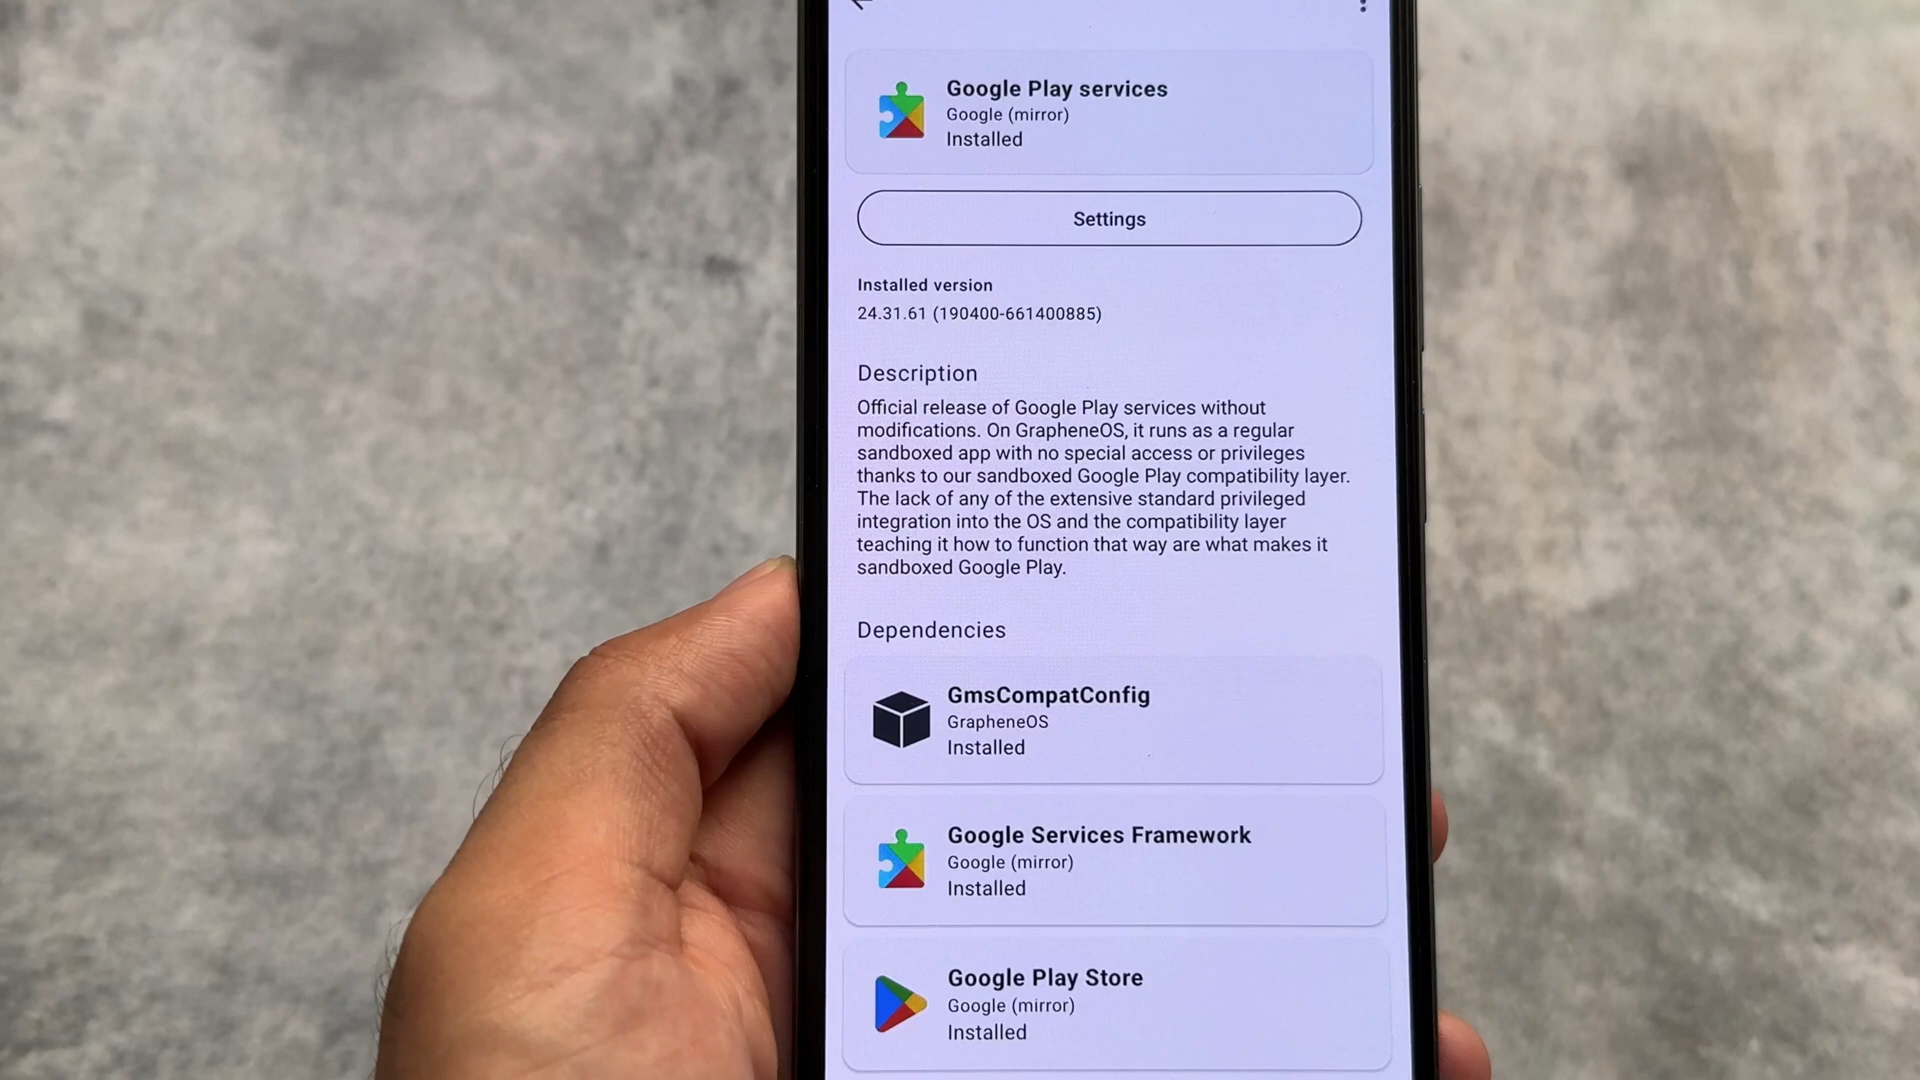 Google Play services
Google (mirror)
Installed
Settings
Installed version
24.31.61 (190400-661400885)
Description
Official release of Google Play services without
modifications. On GrapheneOS, it runs as a regular
sandboxed app with no special access or privileges
thanks to our sandboxed Google Play compatibility layer.
The lack of any of the extensive standard privileged
integration into the OS and the compatibility layer
teaching it how to function that way are what makes it
sandboxed Google Play.
Dependencies
GmsCompatConfig
GrapheneOS
Installed
Google Services Framework
Google (mirror)
Installed
Google Play Store
Google (mirror)
Installed